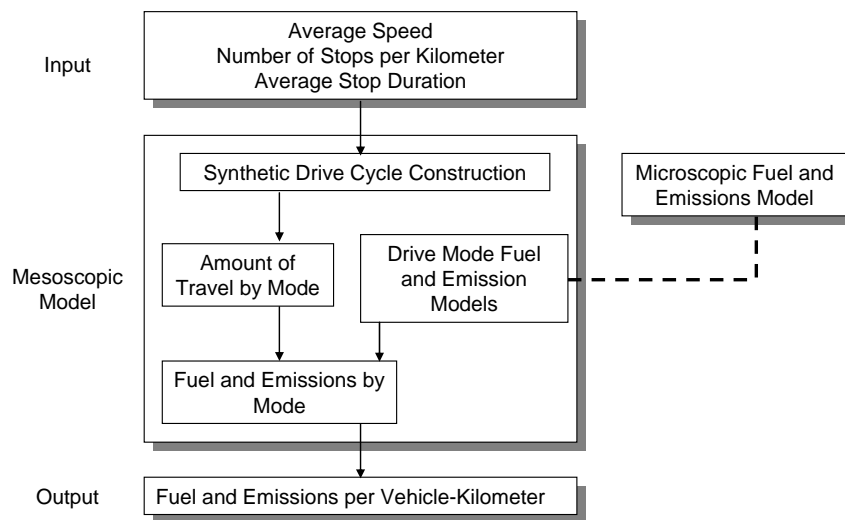 Input
Average Speed
Number of Stops per Kilometer
Average Stop Duration
Mesoscopic
Model
Synthetic Drive Cycle Construction
Amount of
Travel by Mode
Drive Mode Fuel
and Emission
Models
Fuel and Emissions by
Mode
Microscopic Fuel and
Emissions Model
Output
Fuel and Emissions per Vehicle-Kilometer